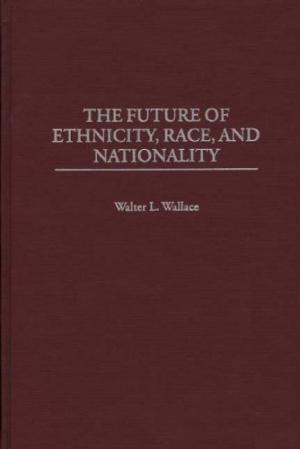 THE FUTURE OF
ETHNICITY, RACE, AND
NATIONALITY
Walter L. Wallace